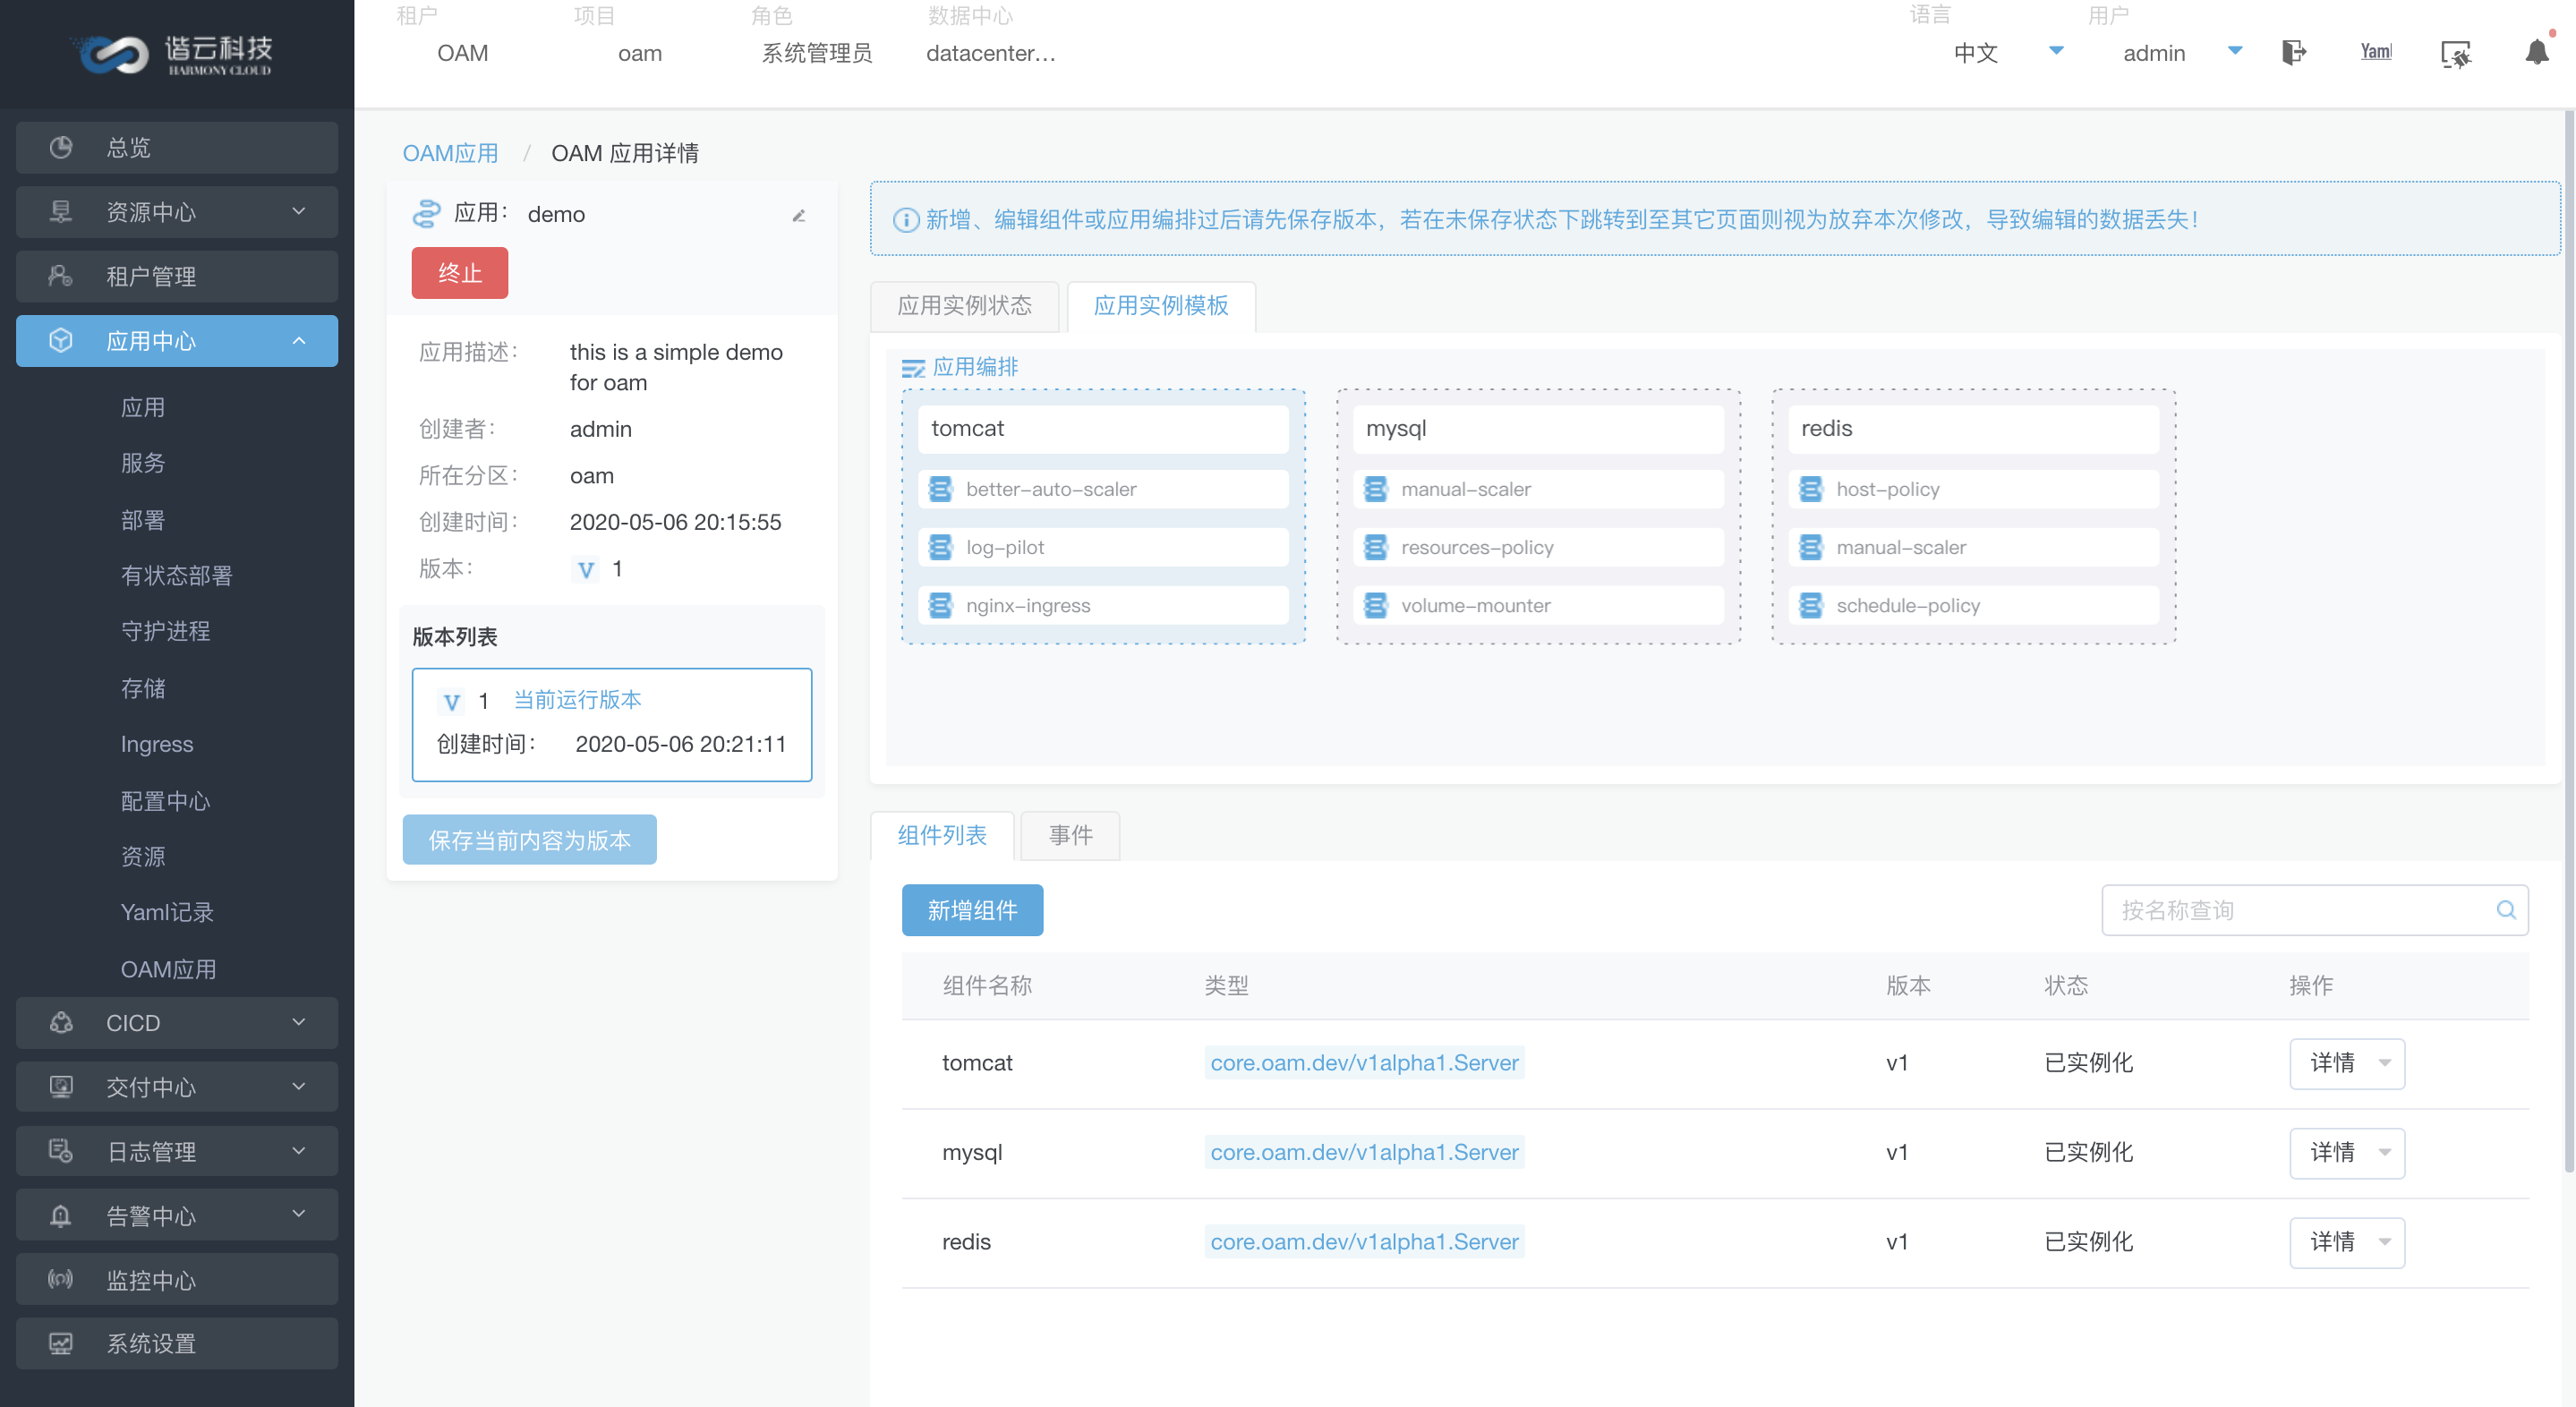 谐云科技
HARMONY CLOUD
租户
OAM
项目
oam
角色
系统管理员
数据中心
datacenter...
语言
中文
用户
admin
Yaml
总览
资源中心
租户管理
应用中心
应用
服务
部署
有状态部署
守护进程
存储
Ingress
配置中心
资源
Yaml记录
OAM应用
CICD
交付中心
日志管理
告警中心
监控中心
系统设置
OAM应用 / OAM 应用详情
应用： demo
终止
应用描述： this is a simple demo
for oam
创建者： admin
所在分区： oam
创建时间： 2020-05-06 20:15:55
版本： V 1
版本列表
V 1 当前运行版本
创建时间： 2020-05-06 20:21:11
保存当前内容为版本
新增、编辑组件或应用编排过后请先保存版本，若在未保存状态下跳转到至其它页面则视为放弃本次修改，导致编辑的数据丢失！
应用实例状态 应用实例模板
应用编排
tomcat
better-auto-scaler
log-pilot
nginx-ingress
mysql
manual-scaler
resources-policy
volume-mounter
redis
host-policy
manual-scaler
schedule-policy
组件列表 事件
新增组件
按名称查询
组件名称 类型 版本 状态 操作
tomcat core.oam.dev/v1alpha1.Server v1 已实例化 详情
mysql core.oam.dev/v1alpha1.Server v1 已实例化 详情
redis core.oam.dev/v1alpha1.Server v1 已实例化 详情